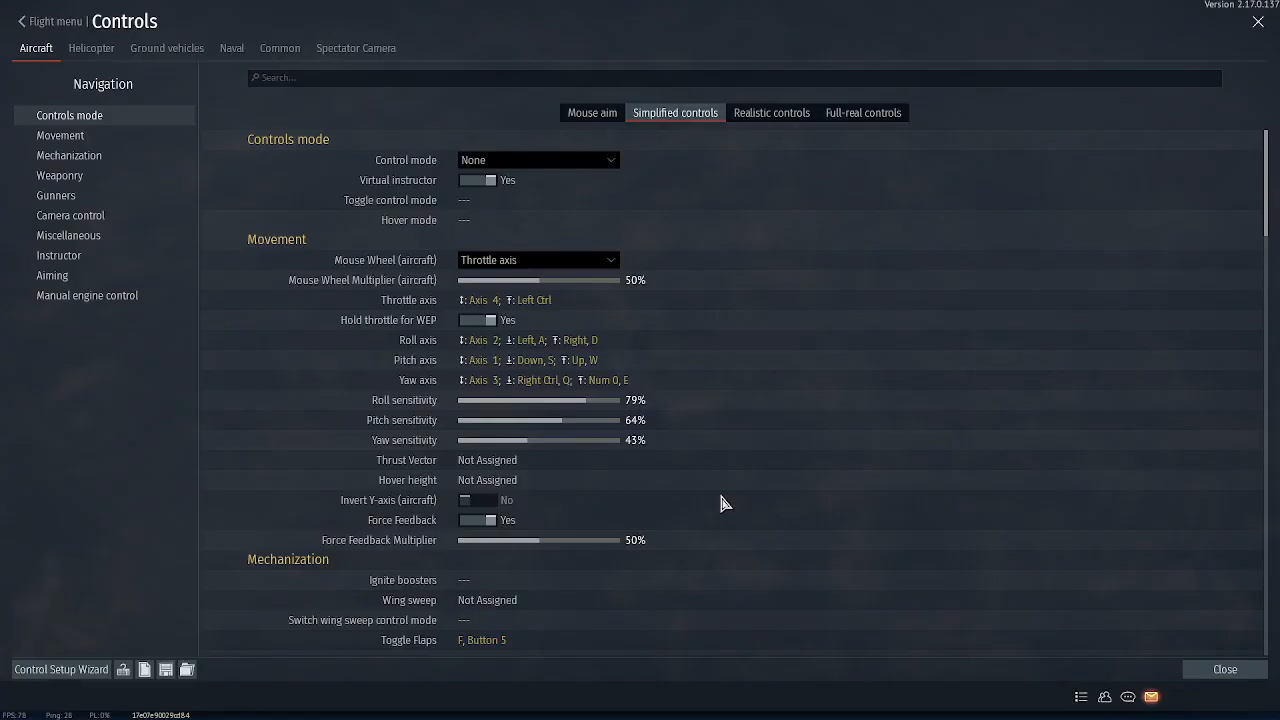 Version 2.17.0.137
Flight menu | Controls
Aircraft Helicopter Ground vehicles Naval Common Spectator Camera
Navigation
Controls mode
Movement
Mechanization
Weaponry
Gunners
Camera control
Miscellaneous
Instructor
Aiming
Manual engine control
Search...
Mouse aim Simplified controls Realistic controls Full-real controls
Controls mode
Control mode None
Virtual instructor Yes
Toggle control mode ---
Hover mode ---
Movement
Mouse Wheel (aircraft) Throttle axis
Mouse Wheel Multiplier (aircraft) 50%
Throttle axis ↕: Axis 4; ↑: Left Ctrl
Hold throttle for WEP Yes
Roll axis ↕: Axis 2; ↓: Left, A; ↑: Right, D
Pitch axis ↕: Axis 1; ↓: Down, S; ↑: Up, W
Yaw axis ↕: Axis 3; ↓: Right Ctrl, Q; ↑: Num 0, E
Roll sensitivity 79%
Pitch sensitivity 64%
Yaw sensitivity 43%
Thrust Vector Not Assigned
Hover height Not Assigned
Invert Y-axis (aircraft) No
Force Feedback Yes
Force Feedback Multiplier 50%
Mechanization
Ignite boosters ---
Wing sweep Not Assigned
Switch wing sweep control mode ---
Toggle Flaps F, Button 5
Control Setup Wizard
Close
FPS: 78 Ping: 28 PL: 0% 17e07e90029cd84